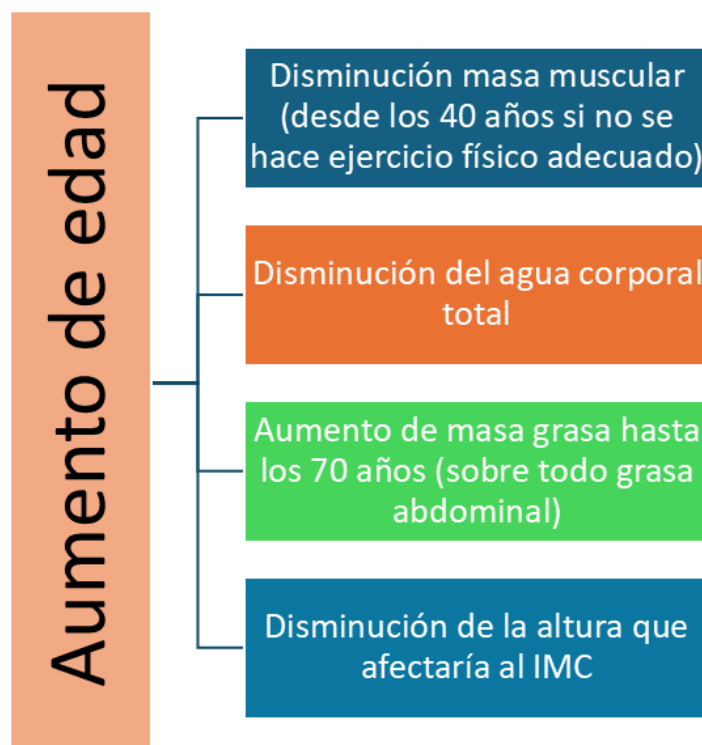 Aumento de edad
Disminución masa muscular
(desde los 40 años si no se
hace ejercicio físico adecuado)
Disminución del agua corporal
total
Aumento de masa grasa hasta
los 70 años (sobre todo grasa
abdominal)
Disminución de la altura que
afectaría al IMC